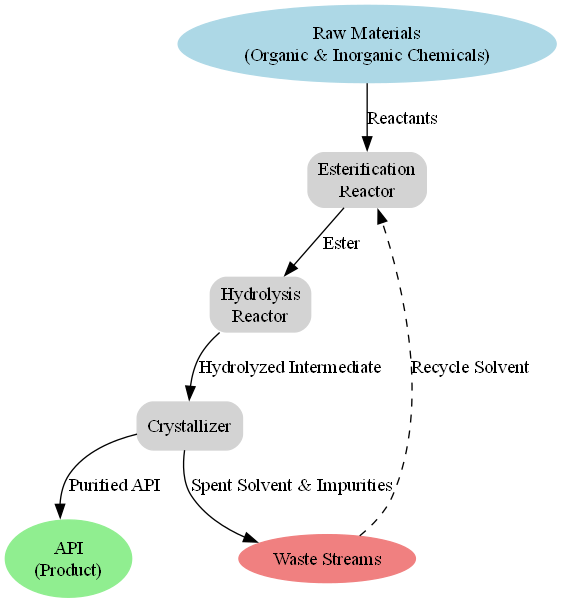 Raw Materials
(Organic & Inorganic Chemicals)
Reactants
Esterification
Reactor
Ester
Hydrolysis
Reactor
Hydrolyzed Intermediate
Recycle Solvent
Crystallizer
Purified API
Spent Solvent & Impurities
API
(Product)
Waste Streams